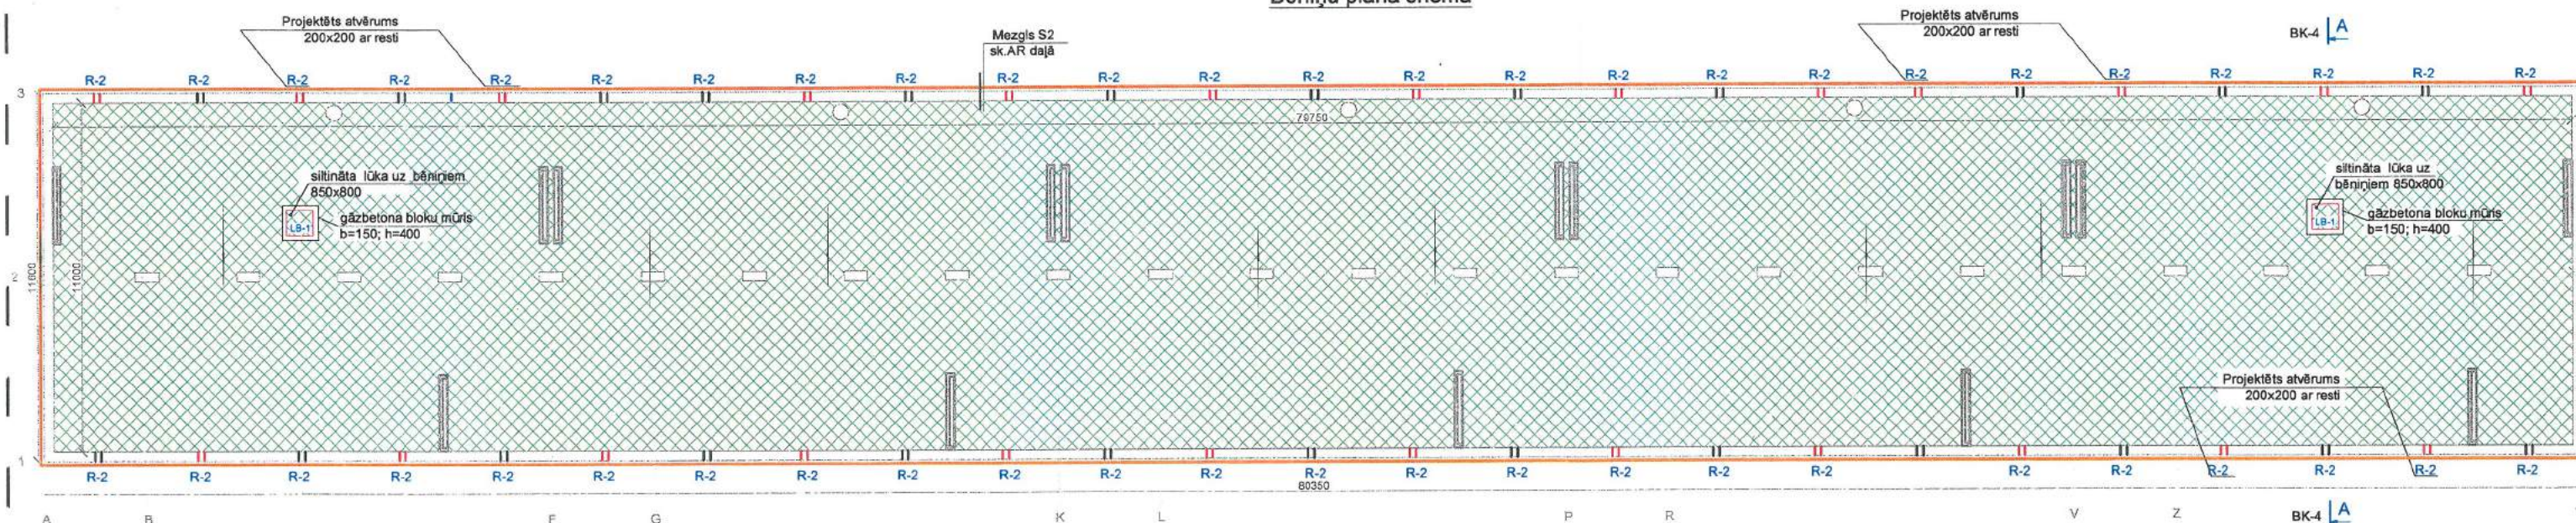 Bēniņu plāna shēma
Projektēts atvērums
200x200 ar resti
Mezgls S2
sk.AR daļā
Projektēts atvērums
200x200 ar resti
BK-4 A
R-2 R-2 R-2 R-2 R-2 R-2 R-2 R-2 R-2 R-2 R-2 R-2 R-2 R-2 R-2 R-2 R-2 R-2 R-2 R-2 R-2 R-2 R-2 R-2 R-2
3
79750
siltināta lūka uz bēniņiem
850x800
gāzbetona bloku mūris
b=150; h=400
LB-1
siltināta lūka uz
bēniņiem 850x800
gāzbetona bloku mūris
b=150; h=400
LB-1
2
11600
11000
Projektēts atvērums
200x200 ar resti
1
R-2 R-2 R-2 R-2 R-2 R-2 R-2 R-2 R-2 R-2 R-2 R-2 R-2 R-2 R-2 R-2 R-2 R-2 R-2 R-2 R-2 R-2 R-2 R-2
80350
A B F G K L P R V Z
BK-4 A